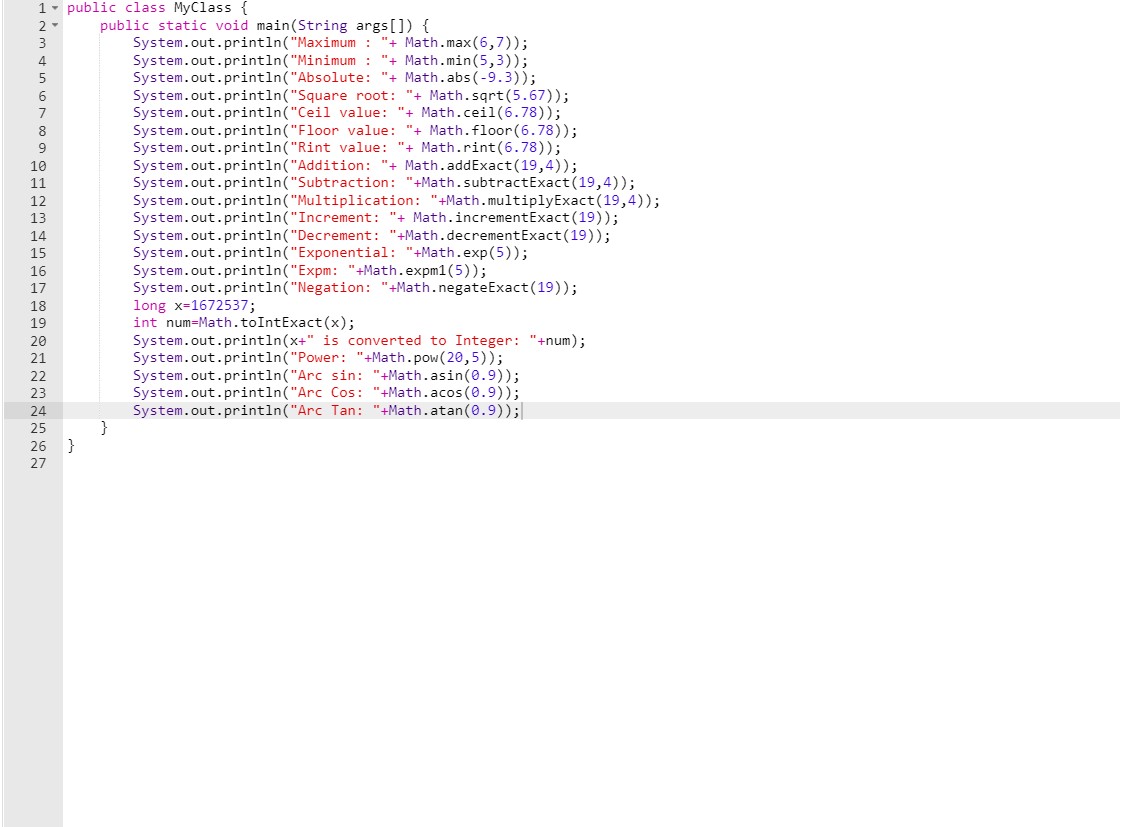 1 public class MyClass {
2 public static void main(String args[]) {
3 System.out.println("Maximum : "+ Math.max(6,7));
4 System.out.println("Minimum : "+ Math.min(5,3));
5 System.out.println("Absolute: "+ Math.abs(-9.3));
6 System.out.println("Square root: "+ Math.sqrt(5.67));
7 System.out.println("Ceil value: "+ Math.ceil(6.78));
8 System.out.println("Floor value: "+ Math.floor(6.78));
9 System.out.println("Rint value: "+ Math.rint(6.78));
10 System.out.println("Addition: "+ Math.addExact(19,4));
11 System.out.println("Subtraction: "+Math.subtractExact(19,4));
12 System.out.println("Multiplication: "+Math.multiplyExact(19,4));
13 System.out.println("Increment: "+ Math.incrementExact(19));
14 System.out.println("Decrement: "+Math.decrementExact(19));
15 System.out.println("Exponential: "+Math.exp(5));
16 System.out.println("Expm: "+Math.expm1(5));
17 System.out.println("Negation: "+Math.negateExact(19));
18 long x=1672537;
19 int num=Math.toIntExact(x);
20 System.out.println(x+" is converted to Integer: "+num);
21 System.out.println("Power: "+Math.pow(20,5));
22 System.out.println("Arc sin: "+Math.asin(0.9));
23 System.out.println("Arc Cos: "+Math.acos(0.9));
24 System.out.println("Arc Tan: "+Math.atan(0.9));
25 }
26 }
27